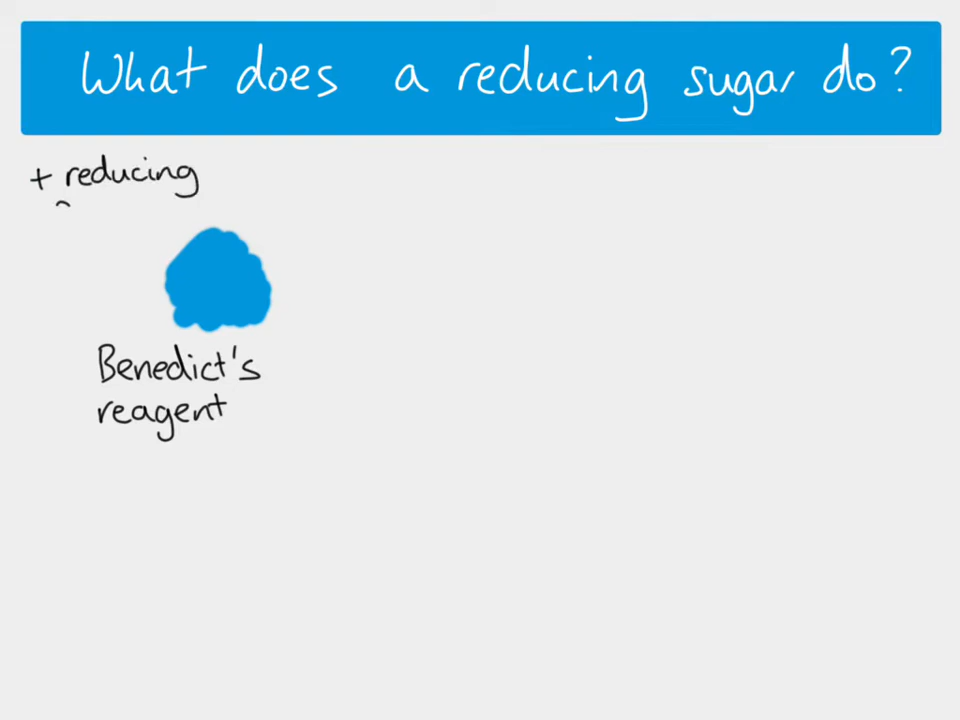 What does a reducing sugar do?
+ reducing
Benedict's
reagent